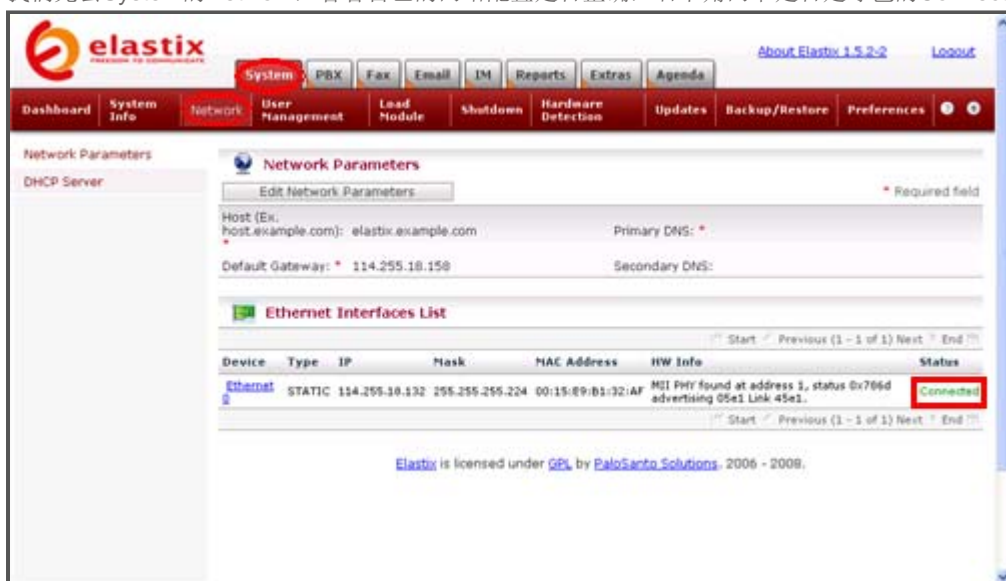 elastix
FREEDOM TO COMMUNICATE
About Elastix 1.5.2-2 Logout
System PBX Fax Email IM Reports Extras Agenda
Dashboard System Info Network User Management Load Module Shutdown Hardware Detection Updates Backup/Restore Preferences
Network Parameters
DHCP Server
Network Parameters
Edit Network Parameters * Required field
Host (Ex. host.example.com): * elastix.example.com Primary DNS: *
Default Gateway: * 114.255.18.158 Secondary DNS:
Ethernet Interfaces List
Start Previous (1 - 1 of 1) Next End
Device Type IP Mask MAC Address HW Info Status
Ethernet 0 STATIC 114.255.18.132 255.255.255.224 00:15:E9:B1:32:AF MII PHY found at address 1, status 0x786d advertising 05e1 Link 45e1. Connected
Start Previous (1 - 1 of 1) Next End
Elastix is licensed under GPL by PaloSanto Solutions. 2006 - 2008.